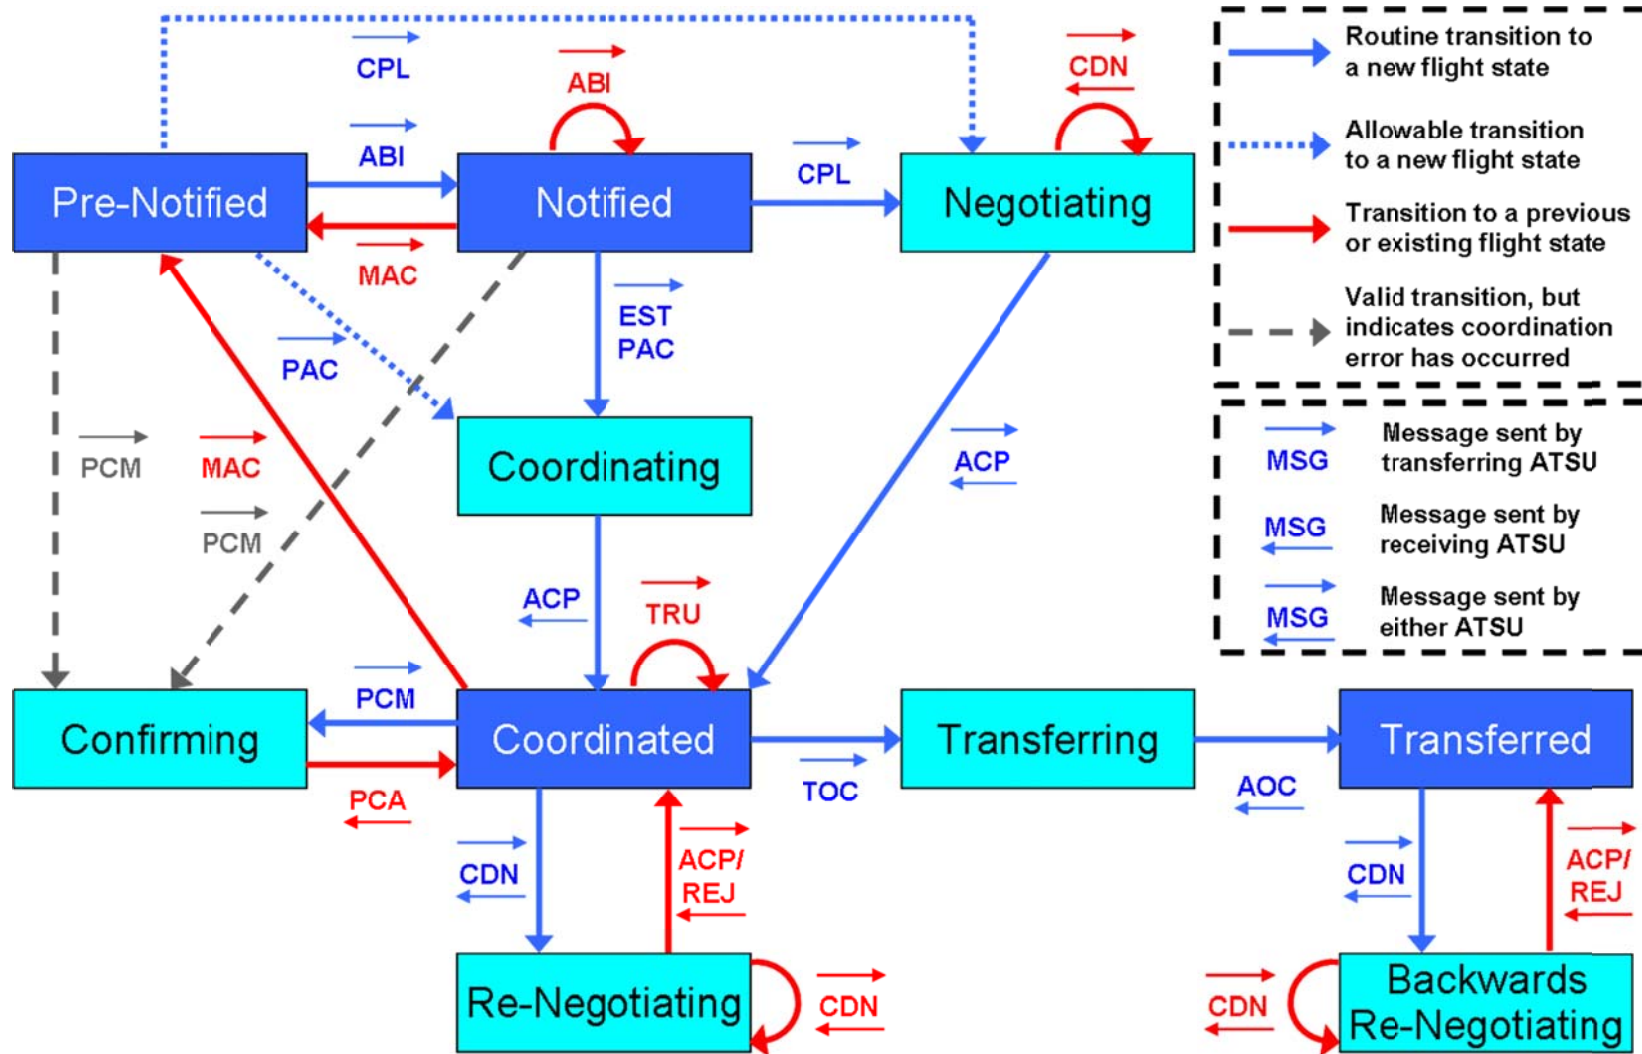 CPL
ABI
CDN
Routine transition to
a new flight state
ABI
CPL
Allowable transition
to a new flight state
Pre-Notified
Notified
Negotiating
Transition to a previous
or existing flight state
MAC
Valid transition, but
indicates coordination
error has occurred
EST
PAC
PAC
PCM
MAC
Coordinating
ACP
MSG
Message sent by
transferring ATSU
PCM
MSG
Message sent by
receiving ATSU
ACP
TRU
MSG
Message sent by
either ATSU
PCM
Confirming
Coordinated
Transferring
Transferred
PCA
TOC
AOC
CDN
ACP/
REJ
CDN
ACP/
REJ
Re-Negotiating
CDN
CDN
Backwards
Re-Negotiating